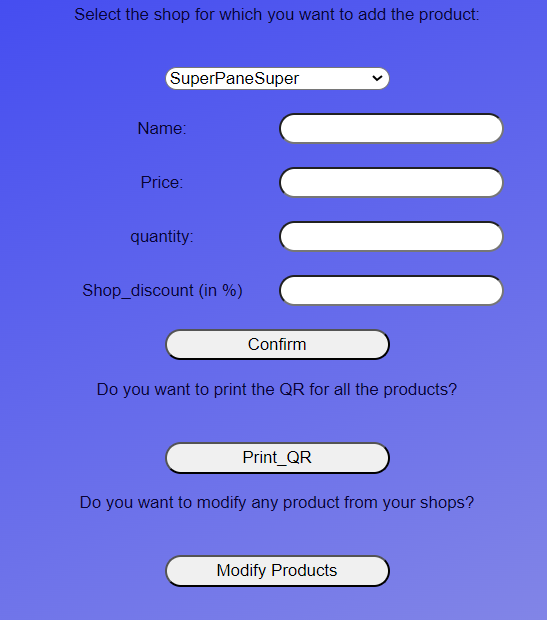 Select the shop for which you want to add the product:
SuperPaneSuper
Name:
Price:
quantity:
Shop_discount (in %)
Confirm
Do you want to print the QR for all the products?
Print_QR
Do you want to modify any product from your shops?
Modify Products